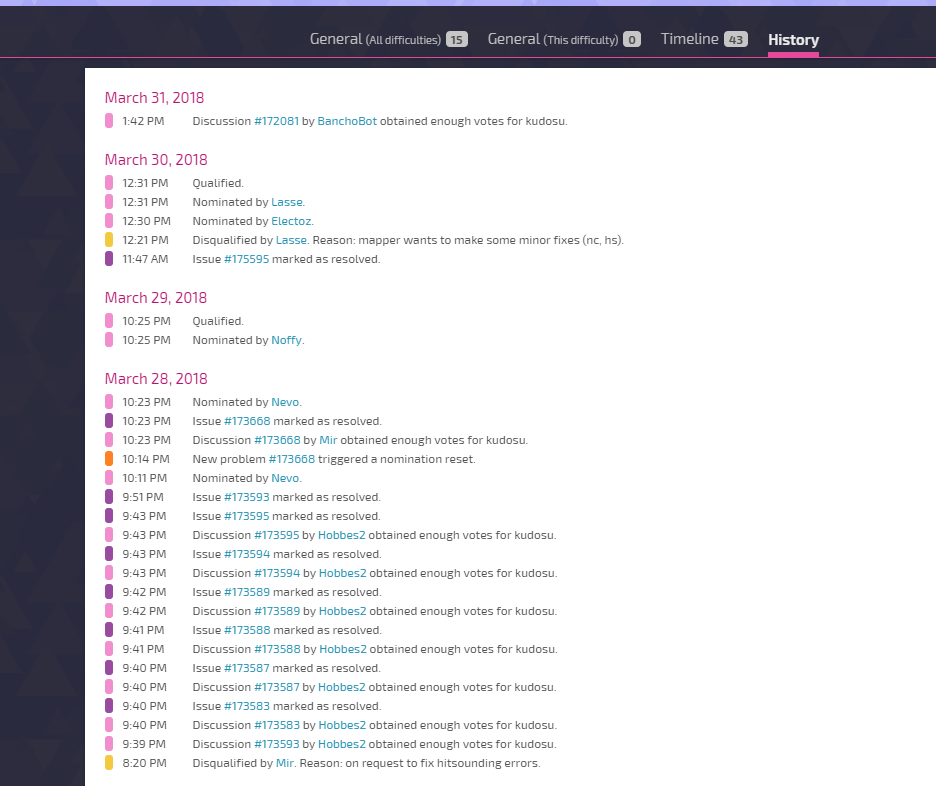 General (All difficulties) 15 General (This difficulty) 0 Timeline 43 History
March 31, 2018
1:42 PM Discussion #172081 by BanchoBot obtained enough votes for kudosu.
March 30, 2018
12:31 PM Qualified.
12:31 PM Nominated by Lasse.
12:30 PM Nominated by Electoz.
12:21 PM Disqualified by Lasse. Reason: mapper wants to make some minor fixes (nc, hs).
11:47 AM Issue #175595 marked as resolved.
March 29, 2018
10:25 PM Qualified.
10:25 PM Nominated by Noffy.
March 28, 2018
10:23 PM Nominated by Nevo.
10:23 PM Issue #173668 marked as resolved.
10:23 PM Discussion #173668 by Mir obtained enough votes for kudosu.
10:14 PM New problem #173668 triggered a nomination reset.
10:11 PM Nominated by Nevo.
9:51 PM Issue #173593 marked as resolved.
9:43 PM Issue #173595 marked as resolved.
9:43 PM Discussion #173595 by Hobbes2 obtained enough votes for kudosu.
9:43 PM Issue #173594 marked as resolved.
9:43 PM Discussion #173594 by Hobbes2 obtained enough votes for kudosu.
9:42 PM Issue #173589 marked as resolved.
9:42 PM Discussion #173589 by Hobbes2 obtained enough votes for kudosu.
9:41 PM Issue #173588 marked as resolved.
9:41 PM Discussion #173588 by Hobbes2 obtained enough votes for kudosu.
9:40 PM Issue #173587 marked as resolved.
9:40 PM Discussion #173587 by Hobbes2 obtained enough votes for kudosu.
9:40 PM Issue #173583 marked as resolved.
9:40 PM Discussion #173583 by Hobbes2 obtained enough votes for kudosu.
9:39 PM Discussion #173593 by Hobbes2 obtained enough votes for kudosu.
8:20 PM Disqualified by Mir. Reason: on request to fix hitsounding errors.